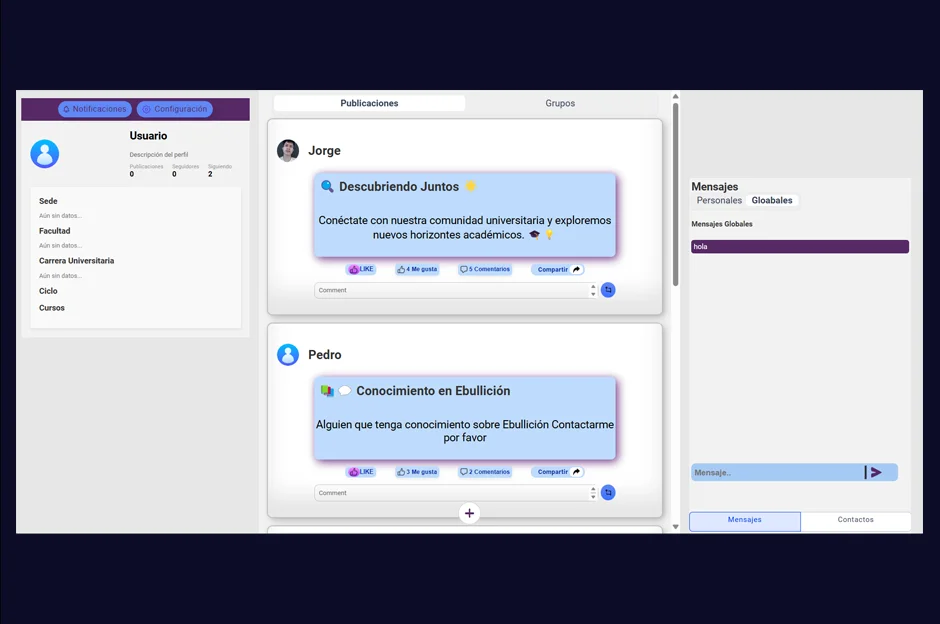 Notificaciones
Configuración
Usuario
Descripción del perfil
Publicaciones Seguidores Siguiendo
0 0 2
Sede
Aún sin datos...
Facultad
Aún sin datos...
Carrera Universitaria
Aún sin datos...
Ciclo
Cursos
Publicaciones
Grupos
Jorge
🔍 Descubriendo Juntos 🌟
Conéctate con nuestra comunidad universitaria y exploremos
nuevos horizontes académicos. 🎓💡
LIKE 4 Me gusta 5 Comentarios Compartir
Comment
Pedro
📚💭 Conocimiento en Ebullición
Alguien que tenga conocimiento sobre Ebullición Contactarme
por favor
LIKE 3 Me gusta 2 Comentarios Compartir
Comment
+
Mensajes
Personales Gloabales
Mensajes Globales
hola
Mensaje..
Mensajes Contactos